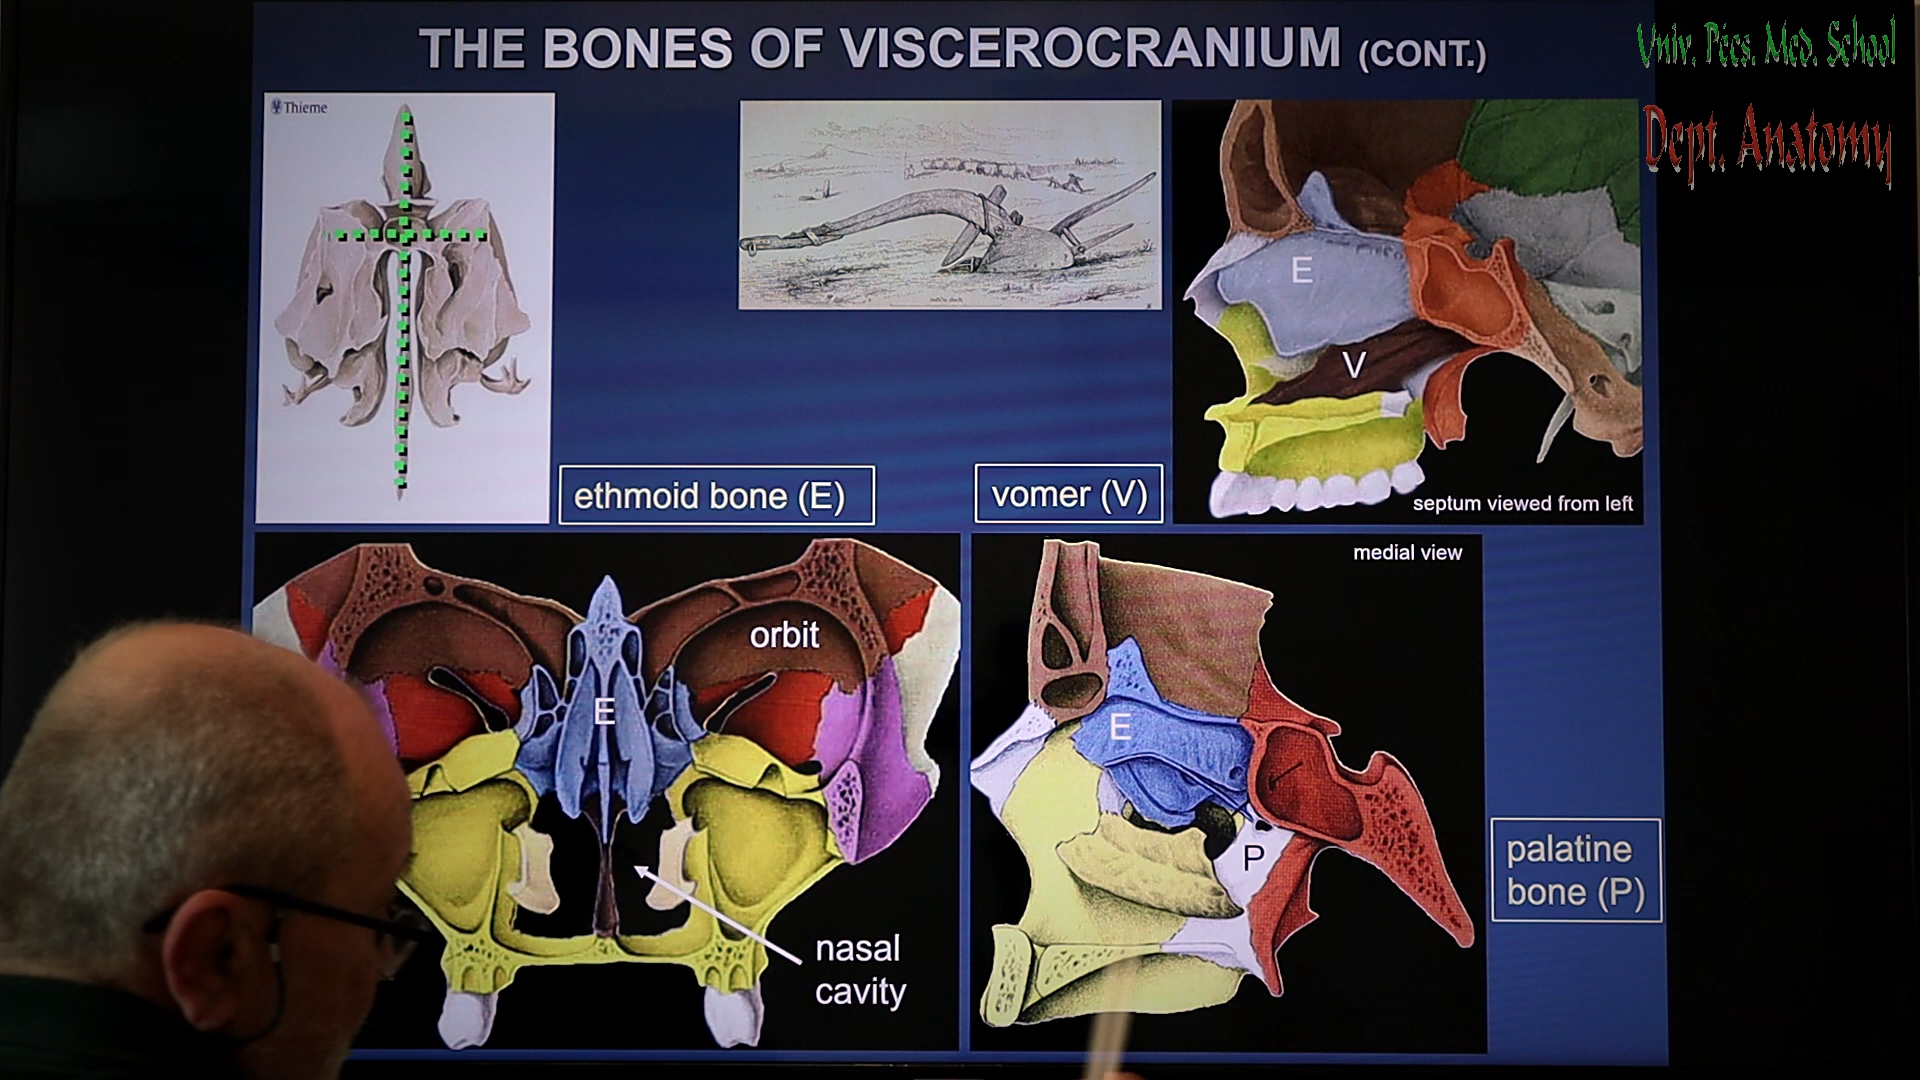 THE BONES OF VISCEROCRANIUM (CONT.)
Univ. Pécs. Med. School
Dept. Anatomy
Thieme
E
V
septum viewed from left
ethmoid bone (E)
vomer (V)
orbit
E
nasal
cavity
medial view
E
P
palatine
bone (P)